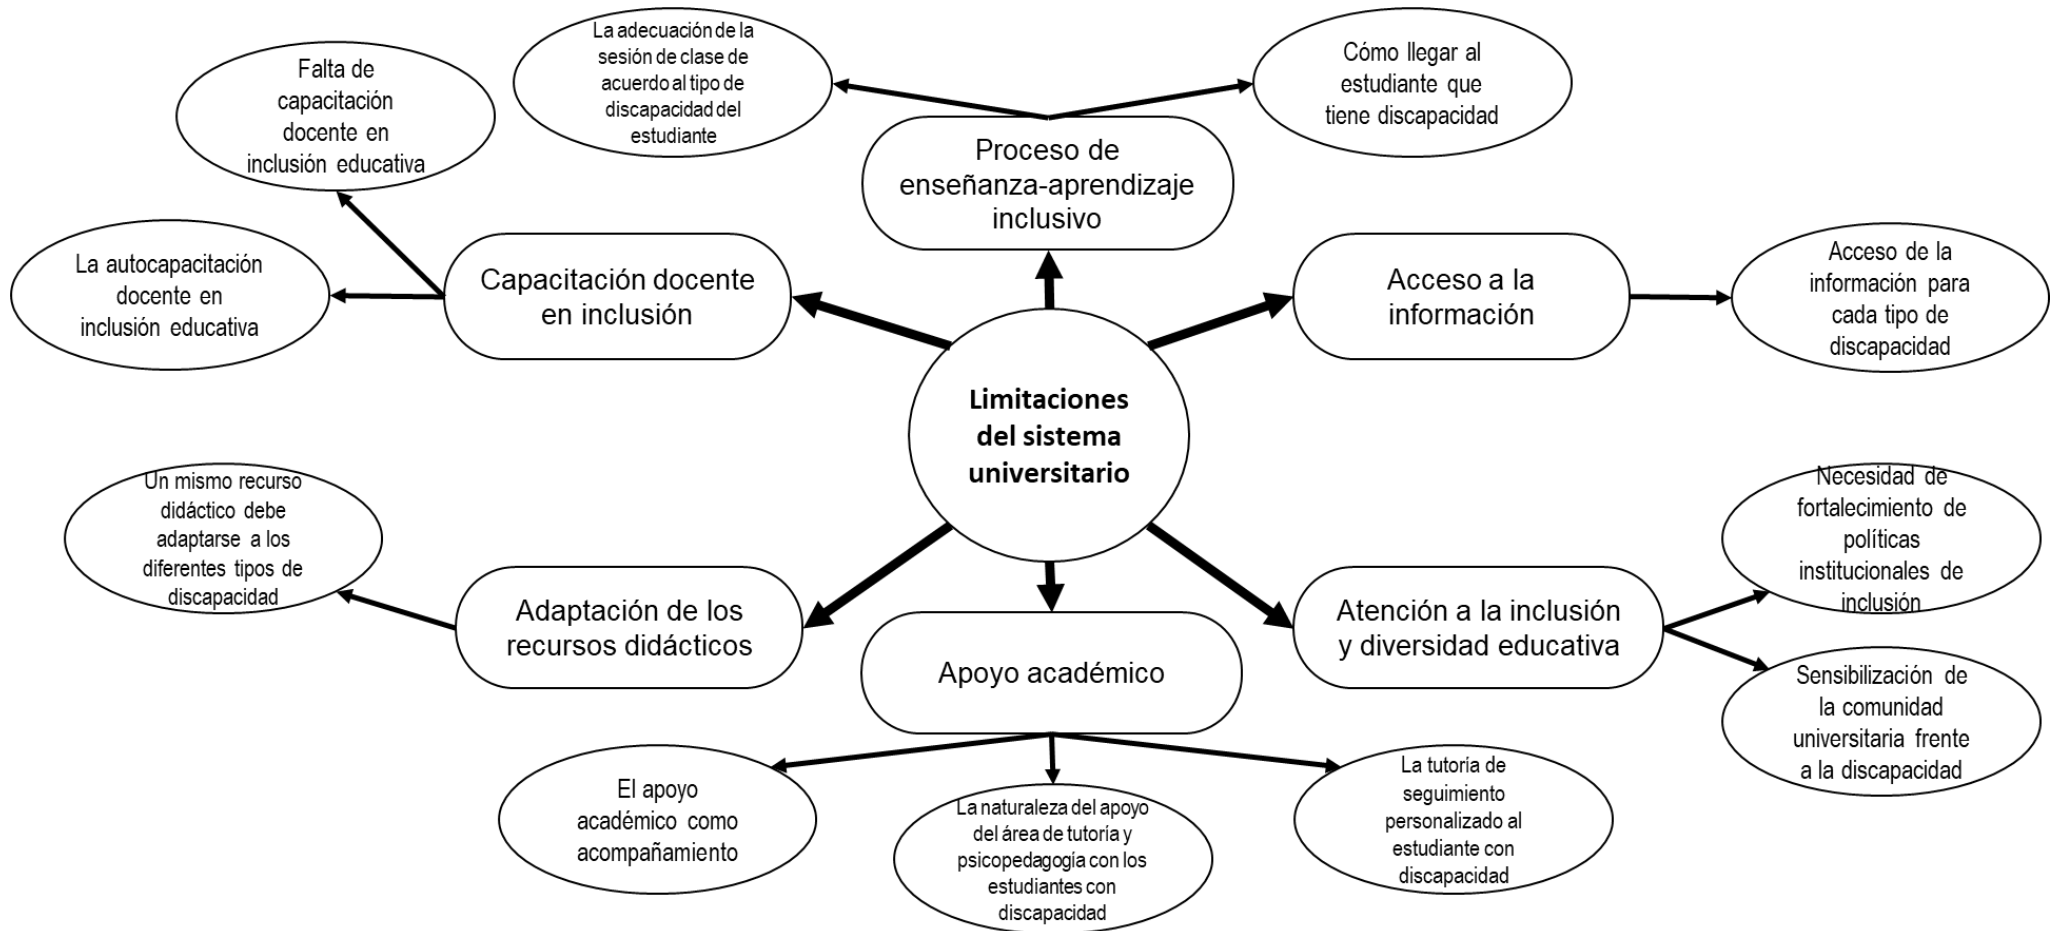 La adecuación de la
sesión de clase de
acuerdo al tipo de
discapacidad del
estudiante
Cómo llegar al
estudiante que
tiene discapacidad
Falta de
capacitación
docente en
inclusión educativa
Proceso de
enseñanza-aprendizaje
inclusivo
La autocapacitación
docente en
inclusión educativa
Capacitación docente
en inclusión
Acceso a la
información
Acceso de la
información para
cada tipo de
discapacidad
Limitaciones
del sistema
universitario
Un mismo recurso
didáctico debe
adaptarse a los
diferentes tipos de
discapacidad
Necesidad de
fortalecimiento de
políticas
institucionales de
inclusión
Adaptación de los
recursos didácticos
Apoyo académico
Atención a la inclusión
y diversidad educativa
Sensibilización de
la comunidad
universitaria frente
a la discapacidad
El apoyo
académico como
acompañamiento
La naturaleza del apoyo
del área de tutoría y
psicopedagogía con los
estudiantes con
discapacidad
La tutoría de
seguimiento
personalizado al
estudiante con
discapacidad